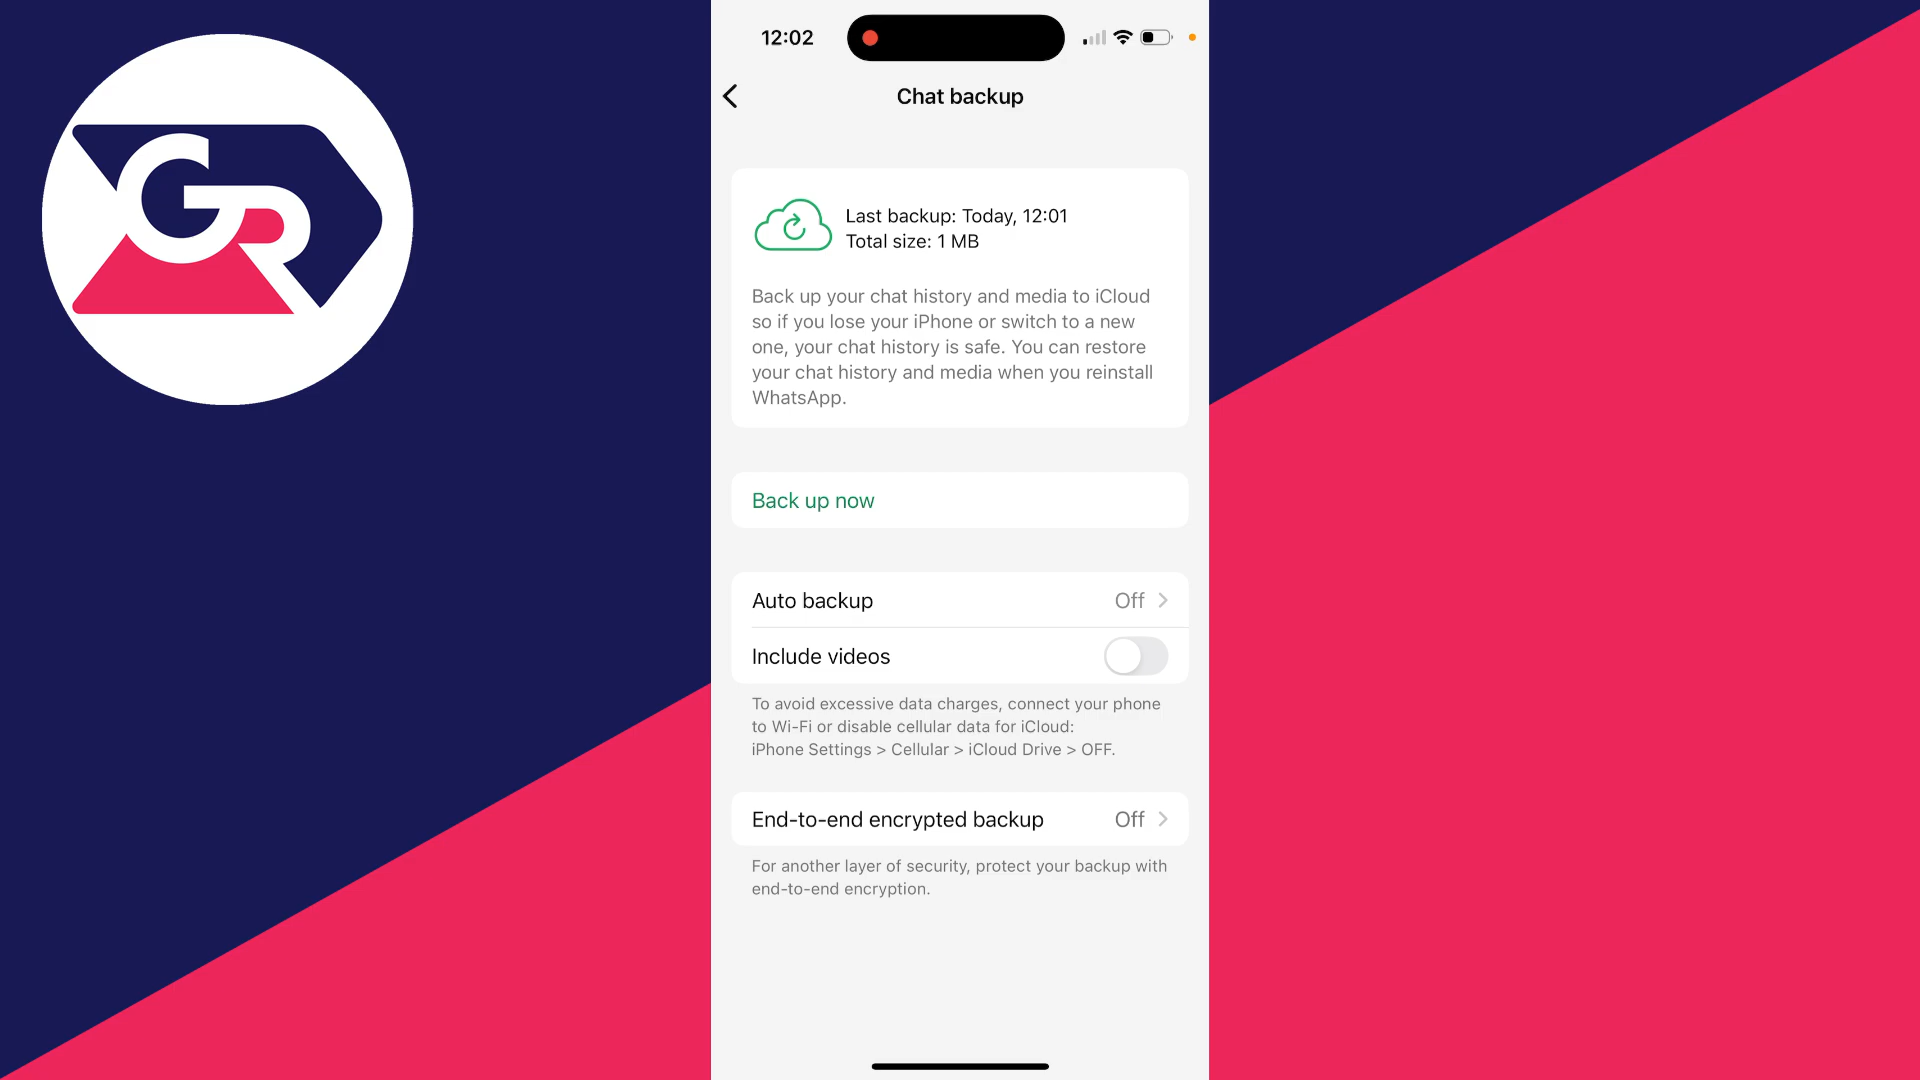 GR
12:02
Chat backup
Last backup: Today, 12:01
Total size: 1 MB
Back up your chat history and media to iCloud
so if you lose your iPhone or switch to a new
one, your chat history is safe. You can restore
your chat history and media when you reinstall
WhatsApp.
Back up now
Auto backup Off
Include videos
To avoid excessive data charges, connect your phone
to Wi-Fi or disable cellular data for iCloud:
iPhone Settings > Cellular > iCloud Drive > OFF.
End-to-end encrypted backup Off
For another layer of security, protect your backup with
end-to-end encryption.